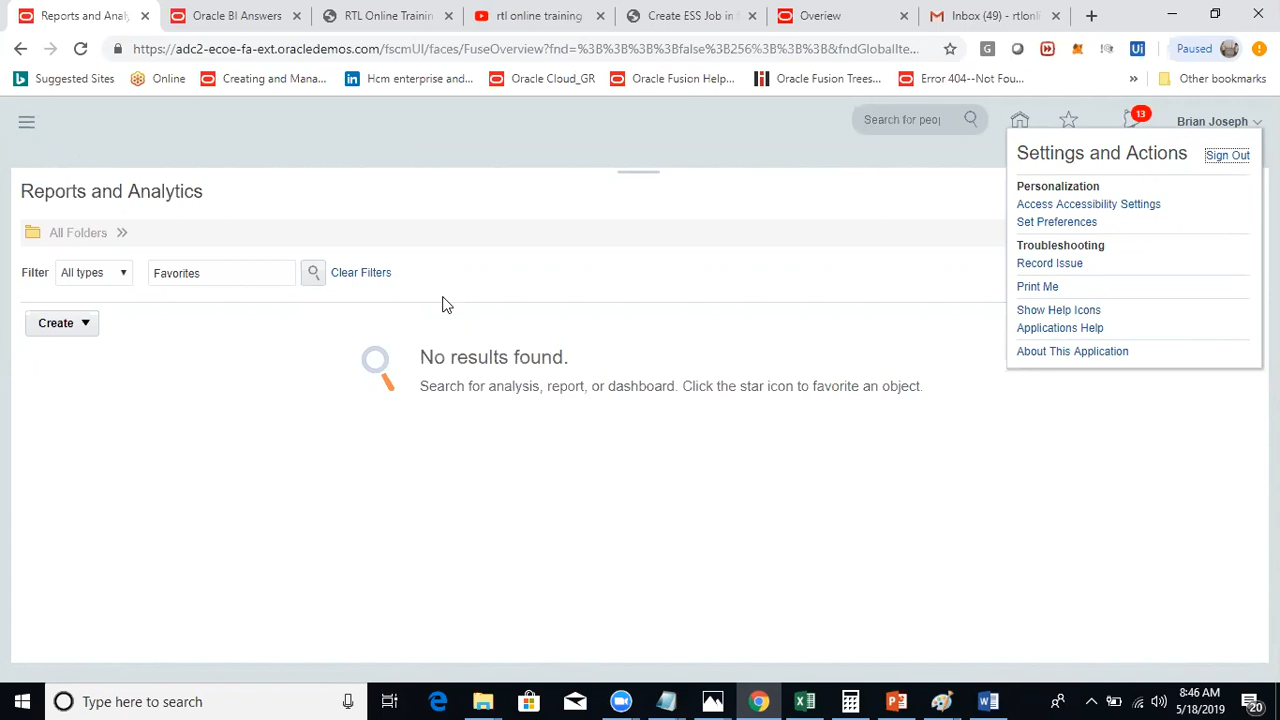 Reports and Analy
Oracle BI Answers
RTL Online Trainin
rtl online training
Create ESS Job in F
Overiew
Inbox (49) - rtlonli
https://adc2-ecoe-fa-ext.oracledemos.com/fscmUI/faces/FuseOverview?fnd=%3B%3B%3B%3Bfalse%3B256%3B%3B%3B&fndGlobalIte...
Paused
Suggested Sites
Online
Creating and Mana...
Hcm enterprise and...
Oracle Cloud_GR
Oracle Fusion Help...
Oracle Fusion Trees...
Error 404--Not Fou...
Other bookmarks
Search for peop
13
Brian Joseph
Settings and Actions
Sign Out
Personalization
Access Accessibility Settings
Set Preferences
Troubleshooting
Record Issue
Print Me
Show Help Icons
Applications Help
About This Application
Reports and Analytics
All Folders
Filter
All types
Favorites
Clear Filters
Create
No results found.
Search for analysis, report, or dashboard. Click the star icon to favorite an object.
Type here to search
8:46 AM
5/18/2019
20